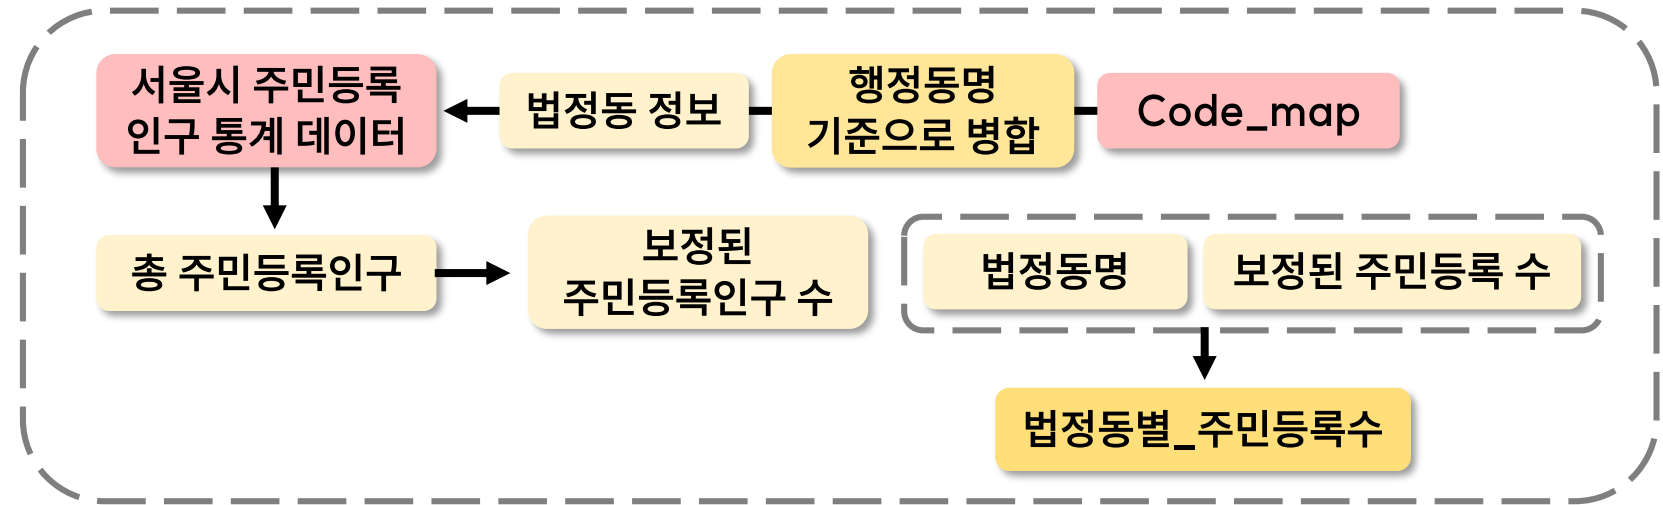 서울시 주민등록
인구 통계 데이터
법정동 정보
행정동명
기준으로 병합
Code_map
총 주민등록인구
보정된
주민등록인구 수
법정동명
보정된 주민등록 수
법정동별_주민등록수